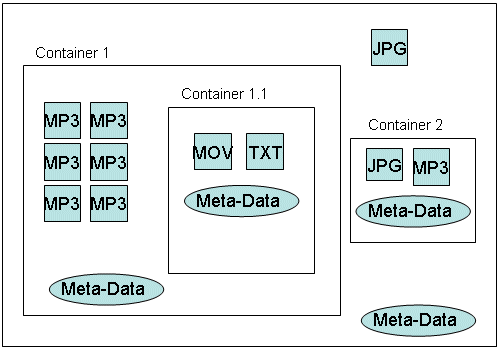 JPG
Container 1
MP3 MP3
MP3 MP3
MP3 MP3
Meta-Data
Container 1.1
MOV TXT
Meta-Data
Container 2
JPG MP3
Meta-Data
Meta-Data